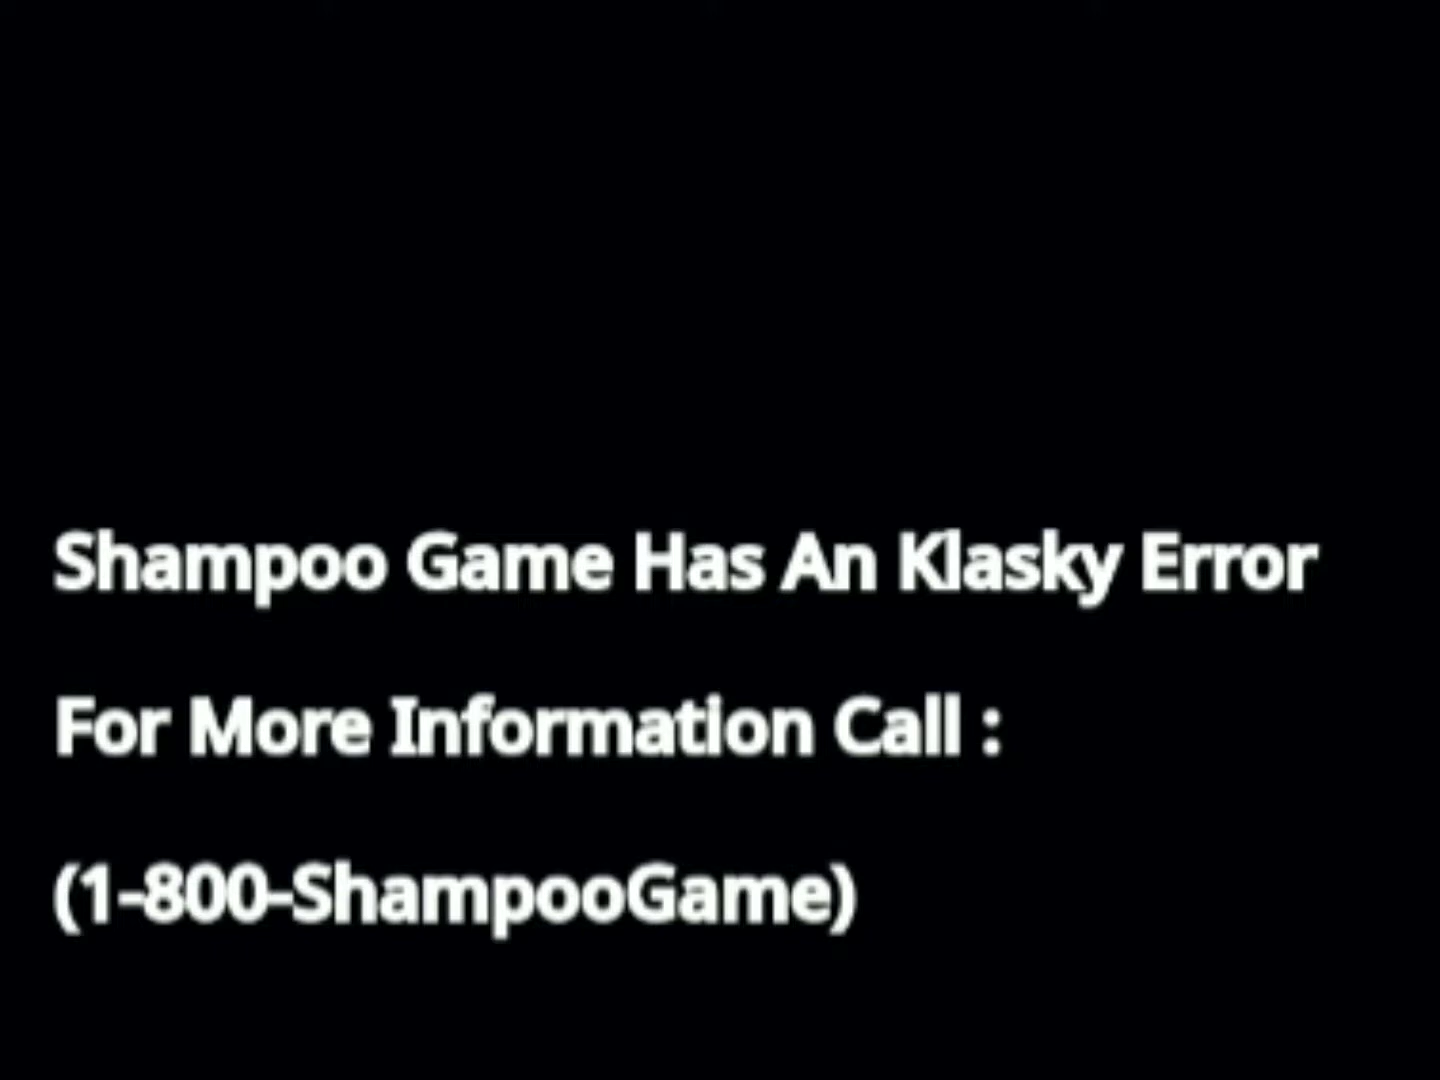 Shampoo Game Has An Klasky Error
For More Information Call :
(1-800-ShampooGame)